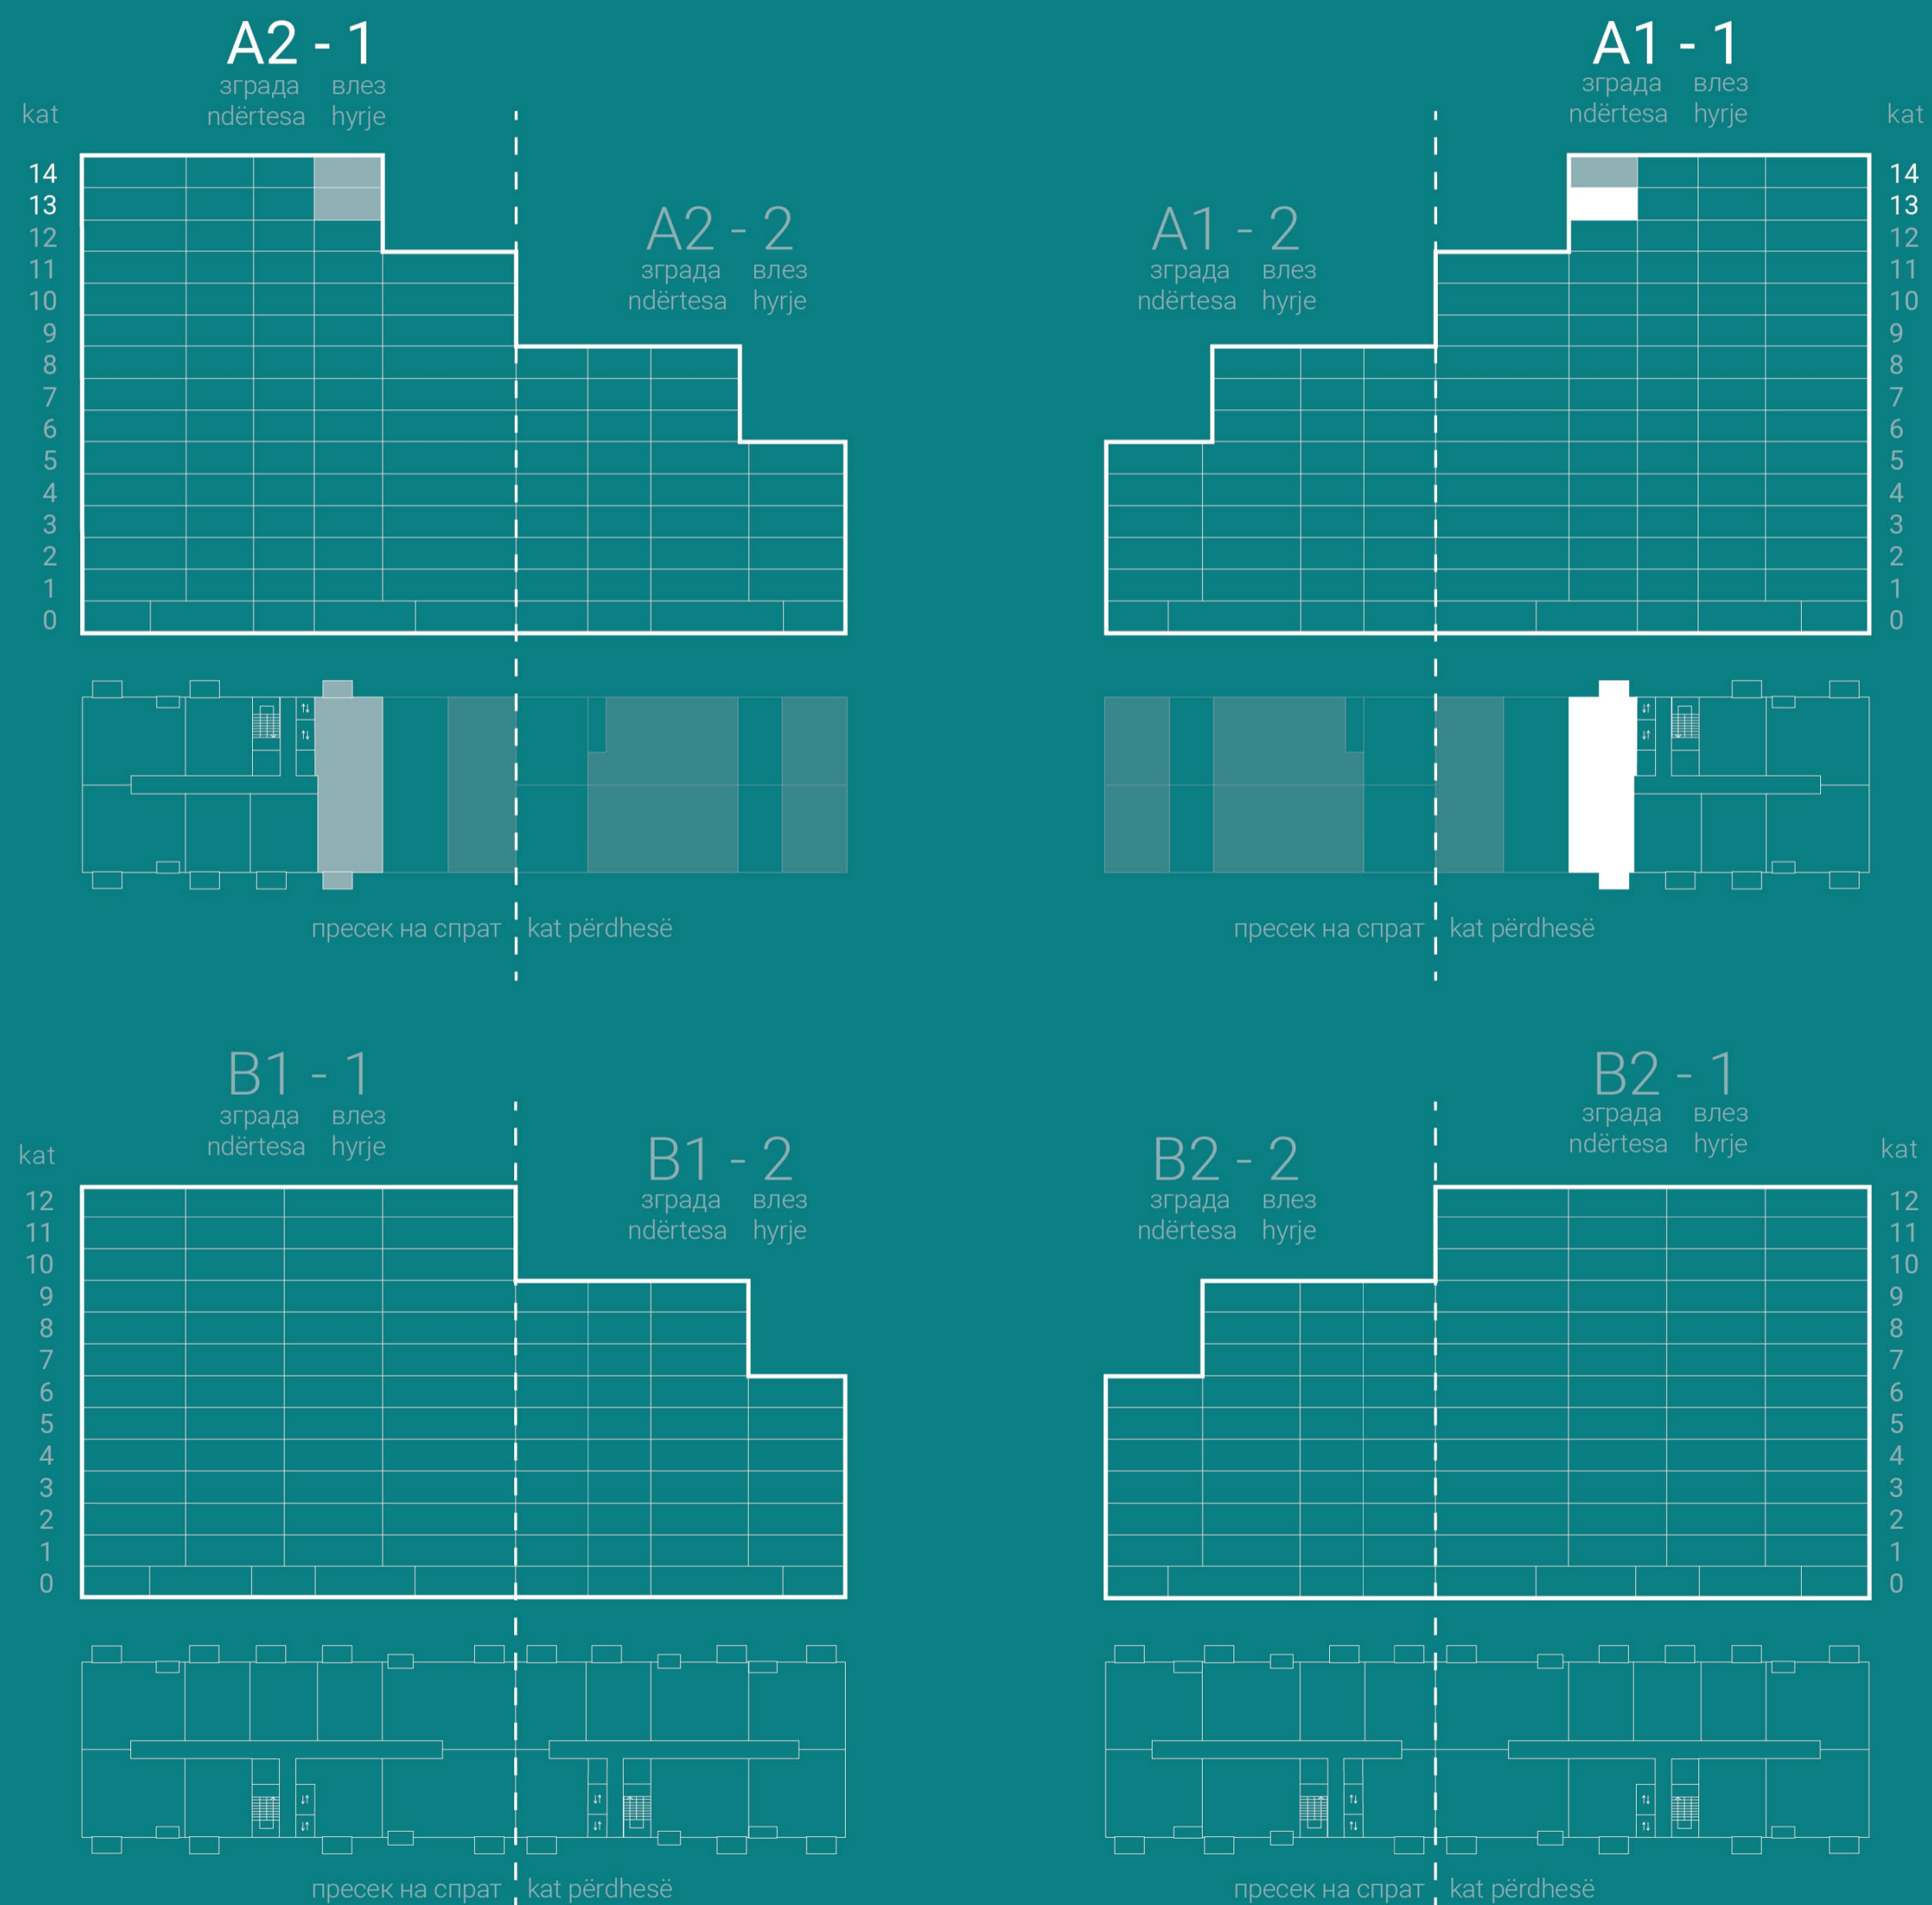 A2 - 1
зграда влез
ndërtesa hyrje
kat
14
13
12
11
10
9
8
7
6
5
4
3
2
1
0
A2 - 2
зграда влез
ndërtesa hyrje
пресек на спрат kat përdhesë
A1 - 1
зграда влез
ndërtesa hyrje
kat
A1 - 2
зграда влез
ndërtesa hyrje
14
13
12
11
10
9
8
7
6
5
4
3
2
1
0
пресек на спрат kat përdhesë
B1 - 1
зграда влез
ndërtesa hyrje
kat
B1 - 2
зграда влез
ndërtesa hyrje
12
11
10
9
8
7
6
5
4
3
2
1
0
пресек на спрат kat përdhesë
B2 - 1
зграда влез
ndërtesa hyrje
kat
B2 - 2
зграда влез
ndërtesa hyrje
12
11
10
9
8
7
6
5
4
3
2
1
0
пресек на спрат kat përdhesë